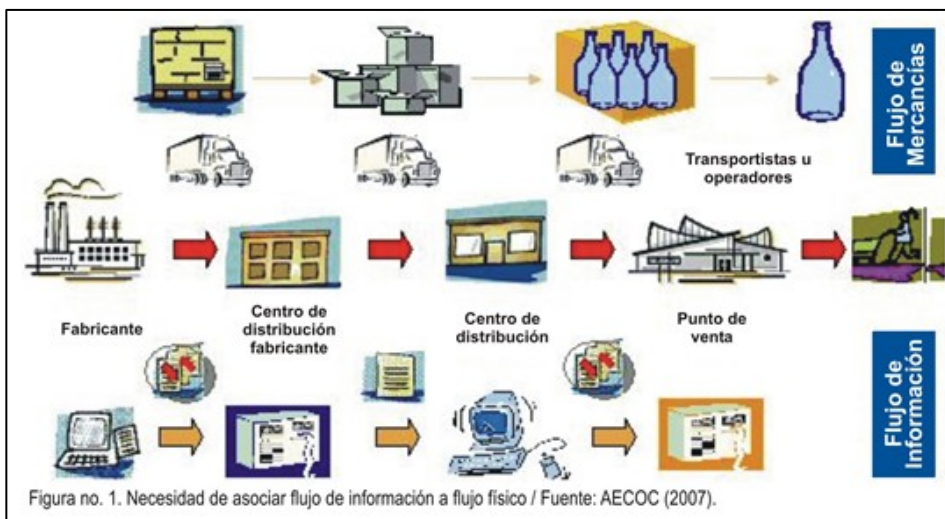 Flujo de
Mercancías
Transportistas u
operadores
Fabricante
Centro de
distribución
fabricante
Centro de
distribución
Punto de
venta
Flujo de
Información
Figura no. 1. Necesidad de asociar flujo de información a flujo físico / Fuente: AECOC (2007).